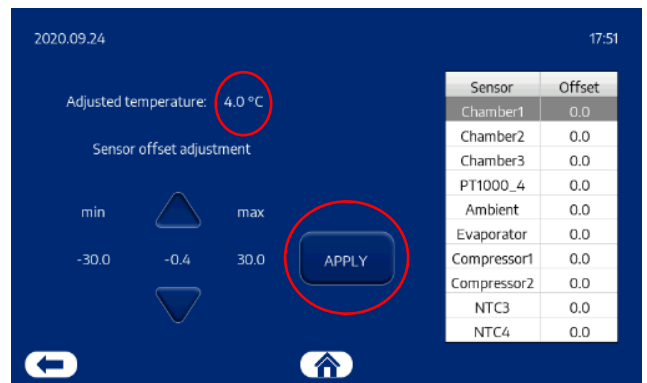 2020.09.24 17:51
Adjusted temperature: 4.0 °C
Sensor offset adjustment
min max
-30.0 -0.4 30.0
APPLY
Sensor Offset
Chamber1 0.0
Chamber2 0.0
Chamber3 0.0
PT1000_4 0.0
Ambient 0.0
Evaporator 0.0
Compressor1 0.0
Compressor2 0.0
NTC3 0.0
NTC4 0.0